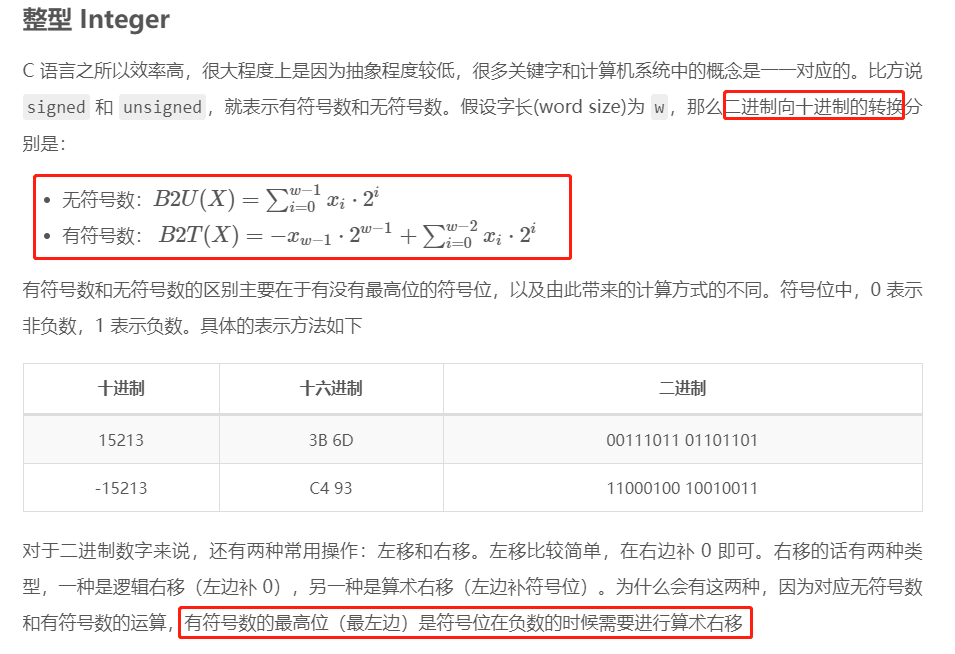 整型 Integer
C 语言之所以效率高，很大程度上是因为抽象程度较低，很多关键字和计算机系统中的概念是一一对应的。比方说
signed 和 unsigned，就表示有符号数和无符号数。假设字长(word size)为 w，那么二进制向十进制的转换分
别是：
• 无符号数：B2U(X) = ∑_{i=0}^{w-1} x_i · 2^i
• 有符号数： B2T(X) = -x_{w-1} · 2^{w-1} + ∑_{i=0}^{w-2} x_i · 2^i
有符号数和无符号数的区别主要在于有没有最高位的符号位，以及由此带来的计算方式的不同。符号位中，0 表示
非负数，1 表示负数。具体的表示方法如下
十进制 十六进制 二进制
15213 3B 6D 00111011 01101101
-15213 C4 93 11000100 10010011
对于二进制数字来说，还有两种常用操作：左移和右移。左移比较简单，在右边补 0 即可。右移的话有两种类
型，一种是逻辑右移（左边补 0），另一种是算术右移（左边补符号位）。为什么会有这两种，因为对应无符号数
和有符号数的运算，有符号数的最高位（最左边）是符号位在负数的时候需要进行算术右移